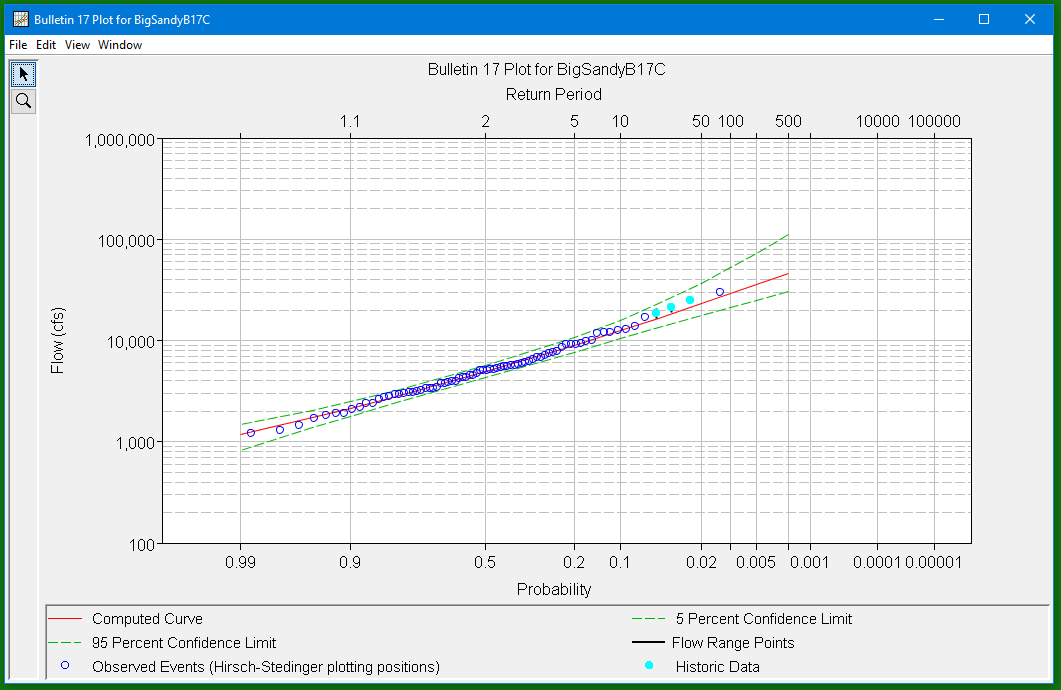 Bulletin 17 Plot for BigSandyB17C
File Edit View Window
Bulletin 17 Plot for BigSandyB17C
Return Period
1.1 2 5 10 50 100 500 10000 100000
1,000,000
100,000
10,000
1,000
100
Flow (cfs)
0.99 0.9 0.5 0.2 0.1 0.02 0.005 0.001 0.0001 0.00001
Probability
Computed Curve 5 Percent Confidence Limit
95 Percent Confidence Limit Flow Range Points
Observed Events (Hirsch-Stedinger plotting positions) Historic Data